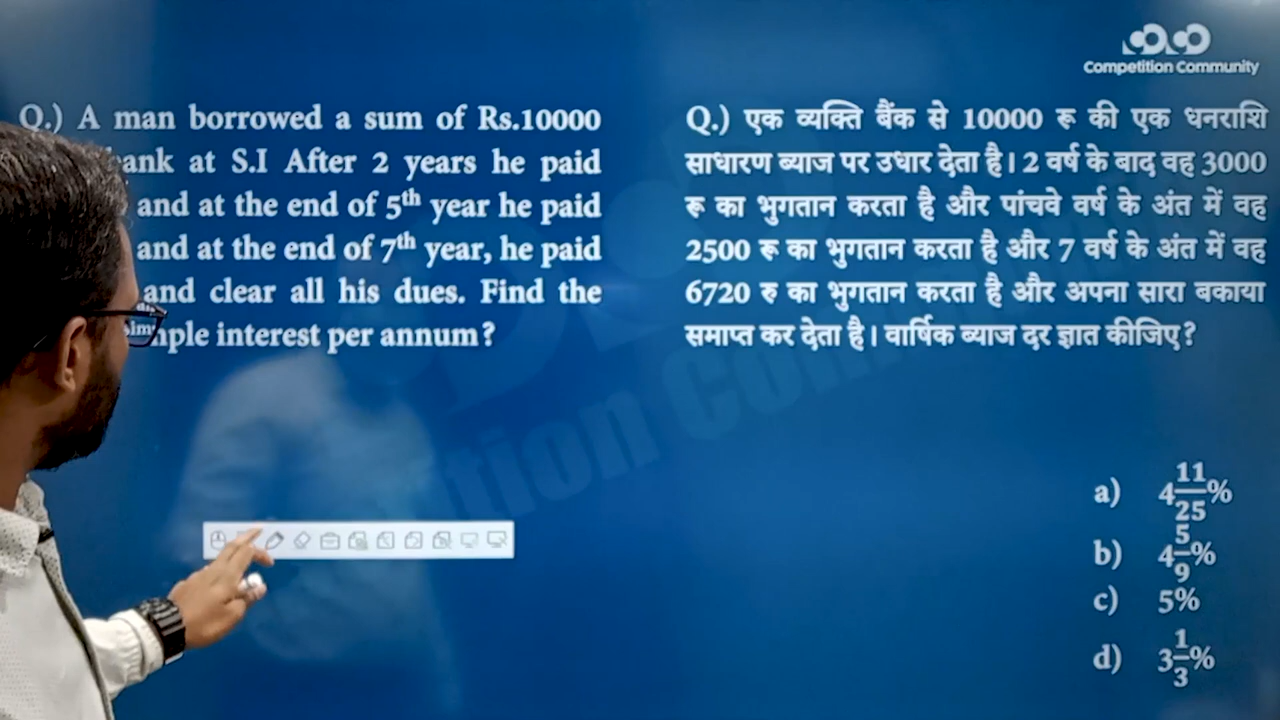 Competition Community
Q.) A man borrowed a sum of Rs.10000
at S.I After 2 years he paid
and at the end of 5th year he paid
and at the end of 7th year, he paid
and clear all his dues. Find the
interest per annum?
Q.) एक व्यक्ति बैंक से 10000 रू की एक धनराशि
साधारण ब्याज पर उधार देता है। 2 वर्ष के बाद वह 3000
रू का भुगतान करता है और पांचवे वर्ष के अंत में वह
2500 रू का भुगतान करता है और 7 वर्ष के अंत में वह
6720 रु का भुगतान करता है और अपना सारा बकाया
समाप्त कर देता है। वार्षिक ब्याज दर ज्ञात कीजिए?
a) 4 11/25%
b) 4 5/9%
c) 5%
d) 3 1/3%